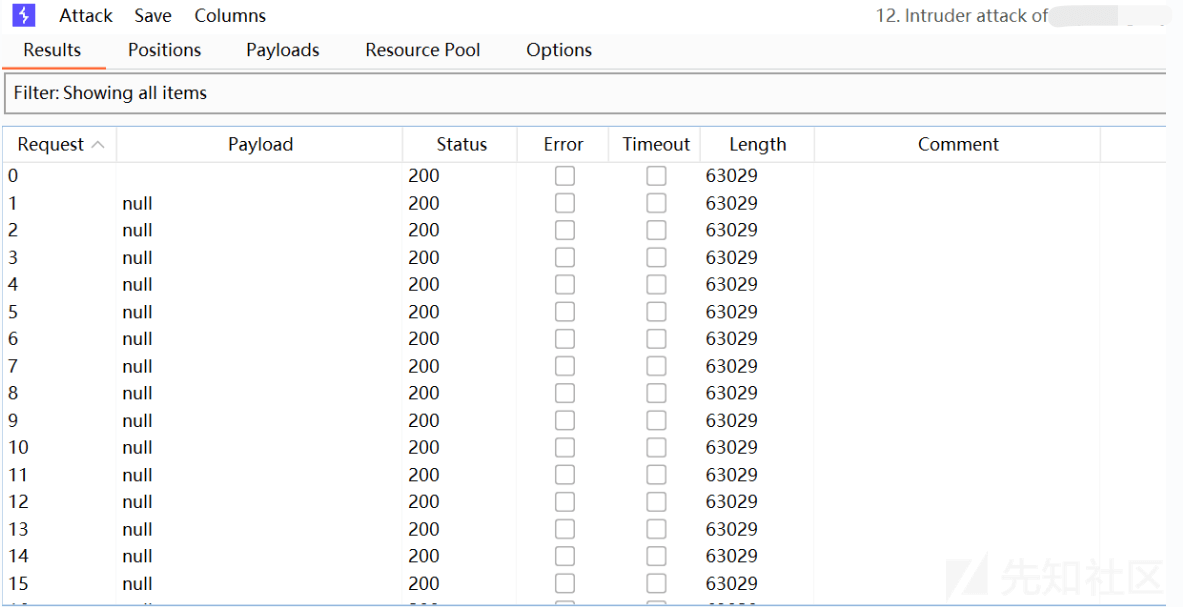 Attack Save Columns 12. Intruder attack of
Results Positions Payloads Resource Pool Options
Filter: Showing all items
Request Payload Status Error Timeout Length Comment
0 200 63029
1 null 200 63029
2 null 200 63029
3 null 200 63029
4 null 200 63029
5 null 200 63029
6 null 200 63029
7 null 200 63029
8 null 200 63029
9 null 200 63029
10 null 200 63029
11 null 200 63029
12 null 200 63029
13 null 200 63029
14 null 200 63029
15 null 200 63029
先知社区